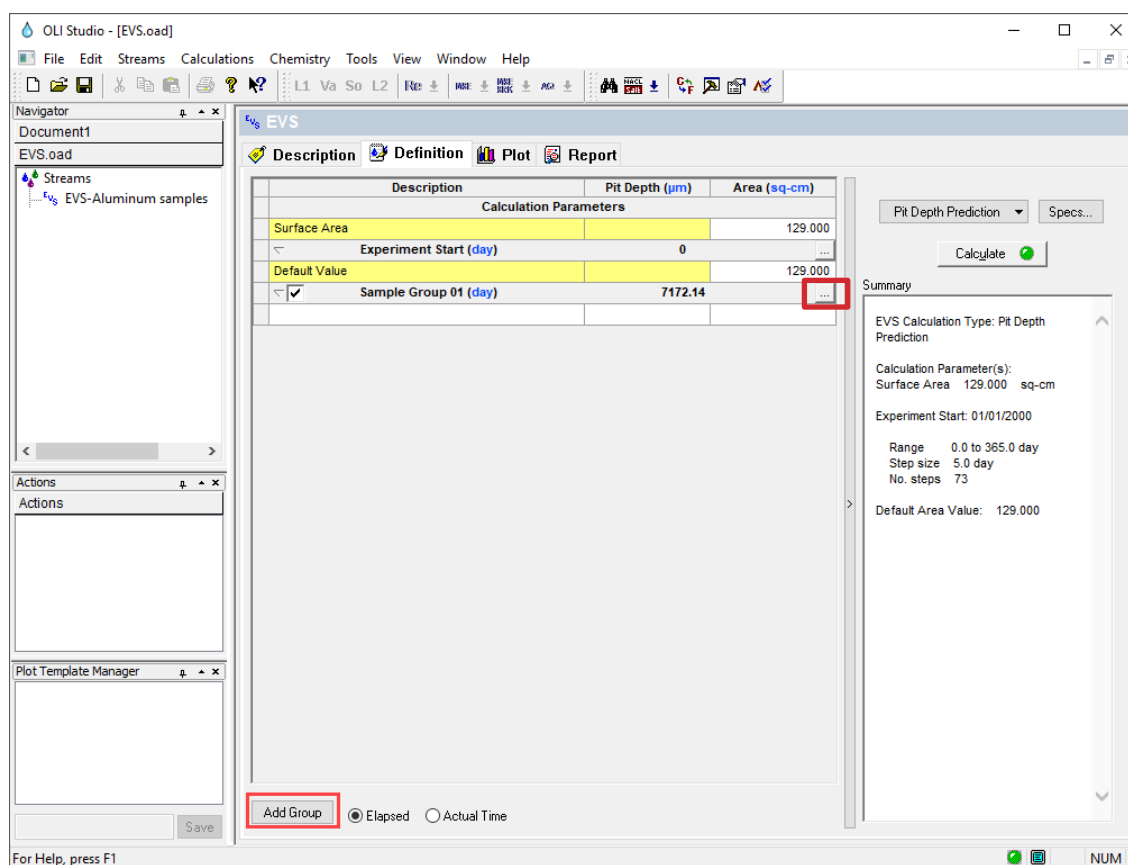 OLI Studio - [EVS.oad]
File Edit Streams Calculations Chemistry Tools View Window Help
L1 Va So L2
Navigator
Document1
EVS.oad
Streams
EVS-Aluminum samples
Actions
Actions
Plot Template Manager
Save
EVS EVS
Description Definition Plot Report
Description Pit Depth (µm) Area (sq-cm)
Calculation Parameters
Surface Area 129.000
Experiment Start (day) 0 ...
Default Value 129.000
Sample Group 01 (day) 7172.14 ...
Add Group Elapsed Actual Time
Pit Depth Prediction Specs...
Calculate
Summary
EVS Calculation Type: Pit Depth
Prediction
Calculation Parameter(s):
Surface Area 129.000 sq-cm
Experiment Start: 01/01/2000
Range 0.0 to 365.0 day
Step size 5.0 day
No. steps 73
Default Area Value: 129.000
For Help, press F1 NUM